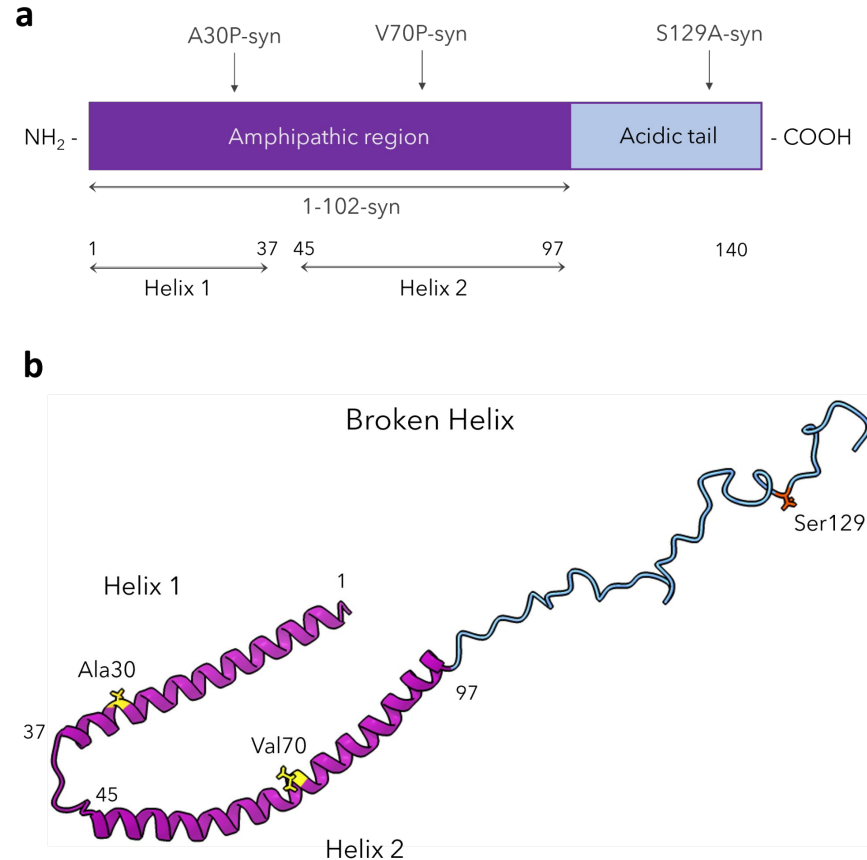 a
A30P-syn V70P-syn S129A-syn
NH₂ - Amphipathic region Acidic tail - COOH
1-102-syn
1 37 45 97 140
Helix 1 Helix 2
b
Broken Helix
Ser129
Helix 1 1
Ala30
97
37
Val70
45
Helix 2